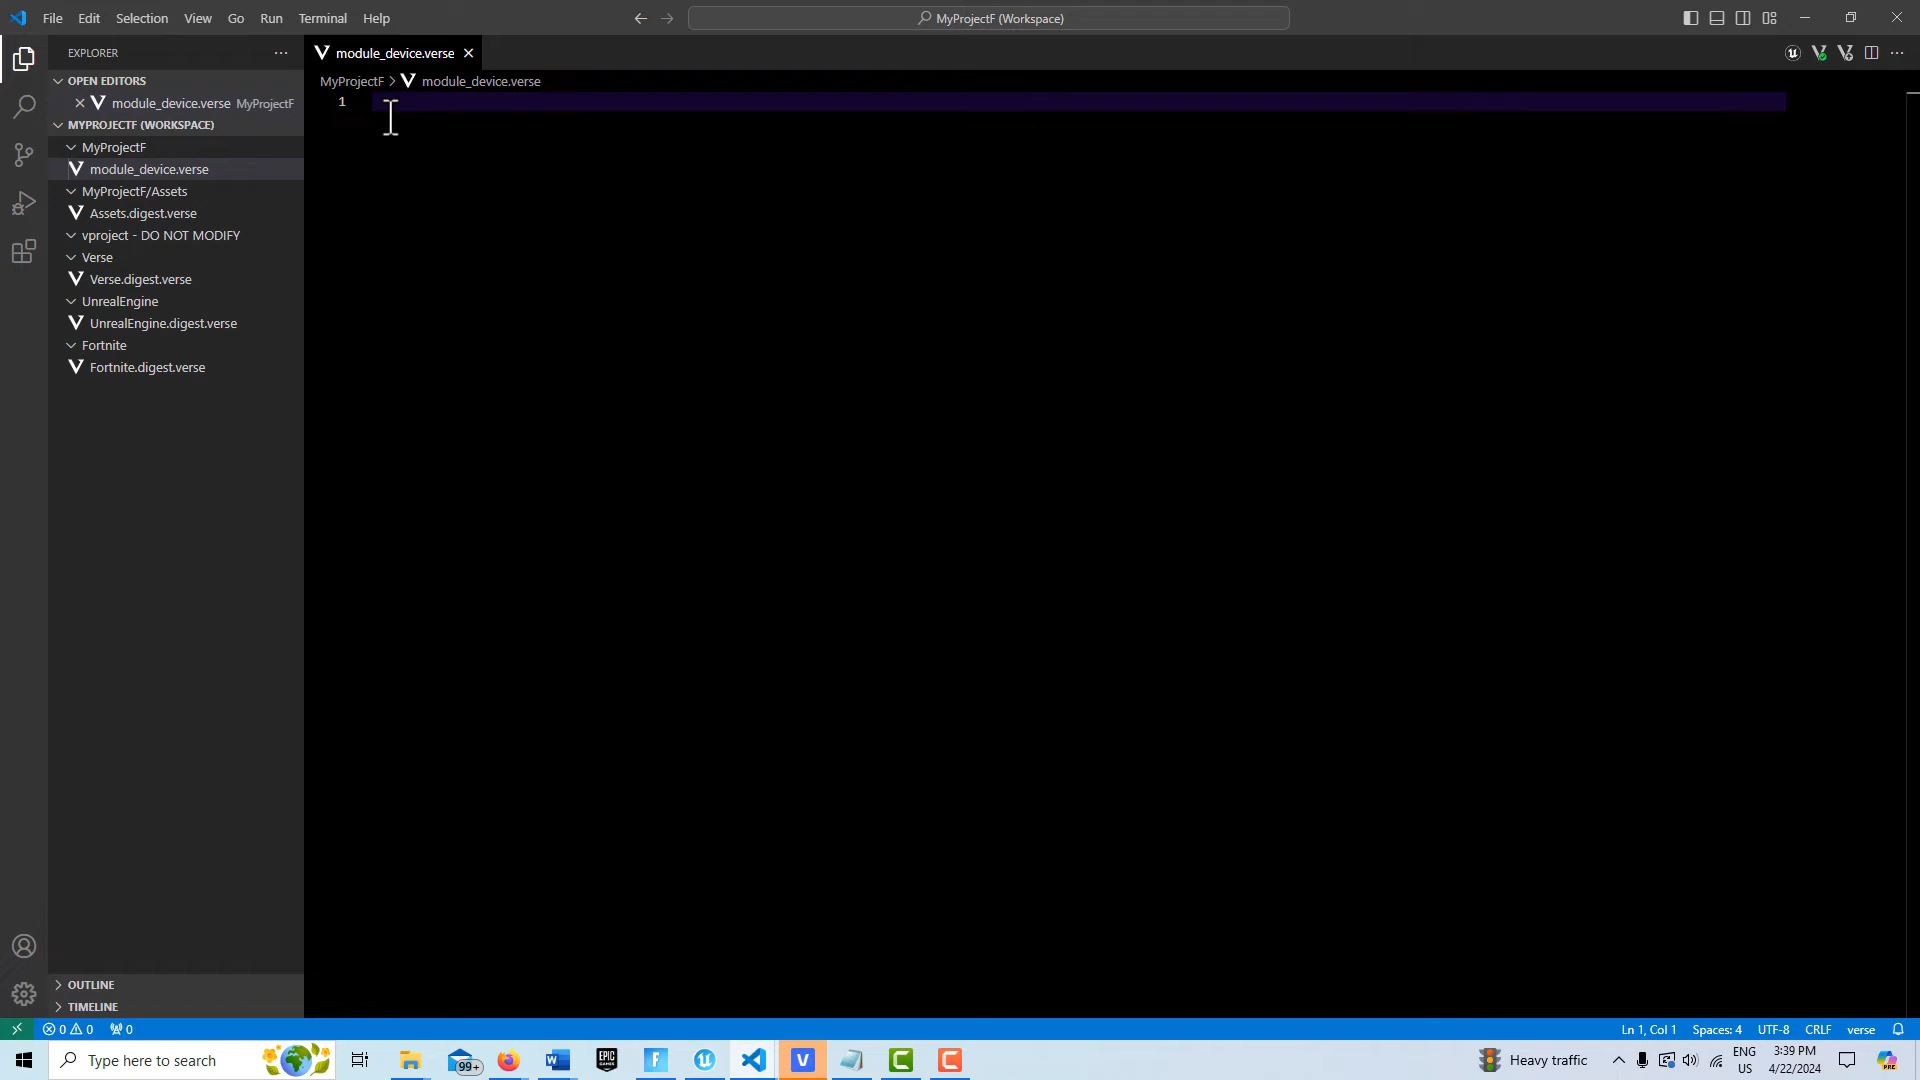 File Edit Selection View Go Run Terminal Help
MyProjectF (Workspace)
EXPLORER
module_device.verse
OPEN EDITORS
module_device.verse MyProjectF
MYPROJECTF (WORKSPACE)
MyProjectF
module_device.verse
MyProjectF/Assets
Assets.digest.verse
vproject - DO NOT MODIFY
Verse
Verse.digest.verse
UnrealEngine
UnrealEngine.digest.verse
Fortnite
Fortnite.digest.verse
OUTLINE
TIMELINE
MyProjectF > module_device.verse
1
0 0 0
Ln 1, Col 1 Spaces: 4 UTF-8 CRLF verse
Type here to search
99+
EPIC GAMES
Heavy traffic
ENG
US
3:39 PM
4/22/2024
PRE